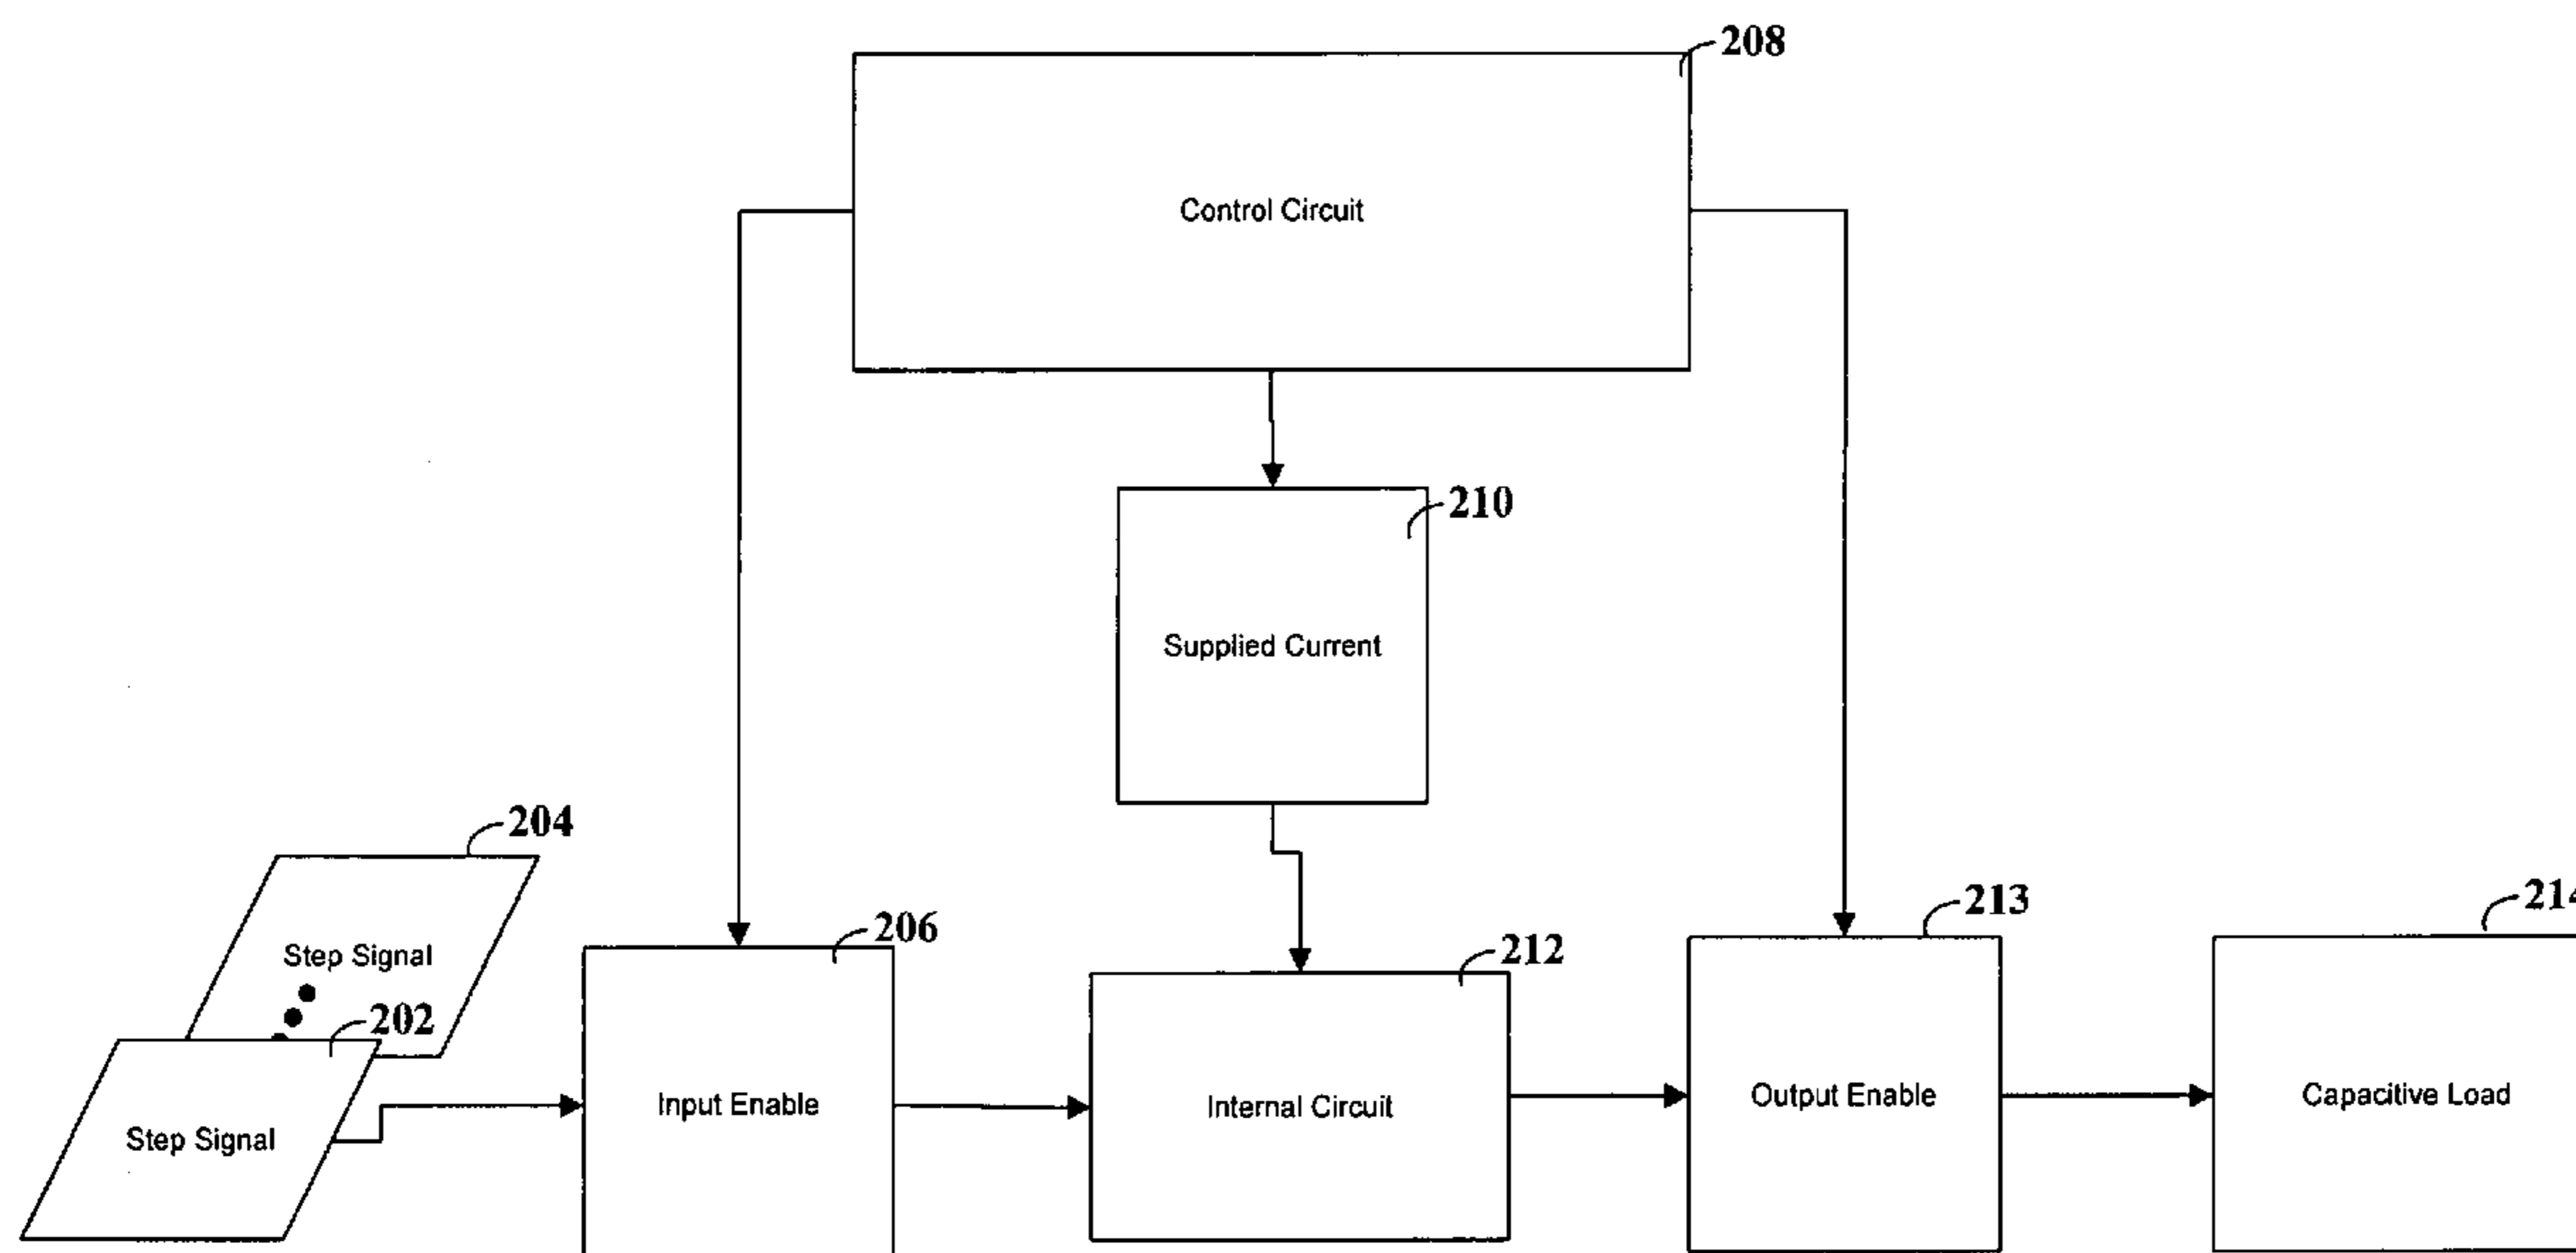 208
Control Circuit
210
Supplied Current
204
Step Signal
202
Step Signal
206
Input Enable
212
Internal Circuit
213
Output Enable
214
Capacitive Load